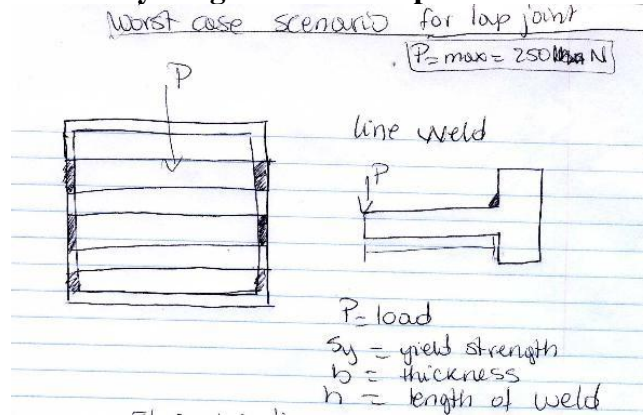 worst case scenario for lap joint
P=max= 250 N
P
line weld
P
P= load
Sy = yield strength
b = thickness
h = length of weld